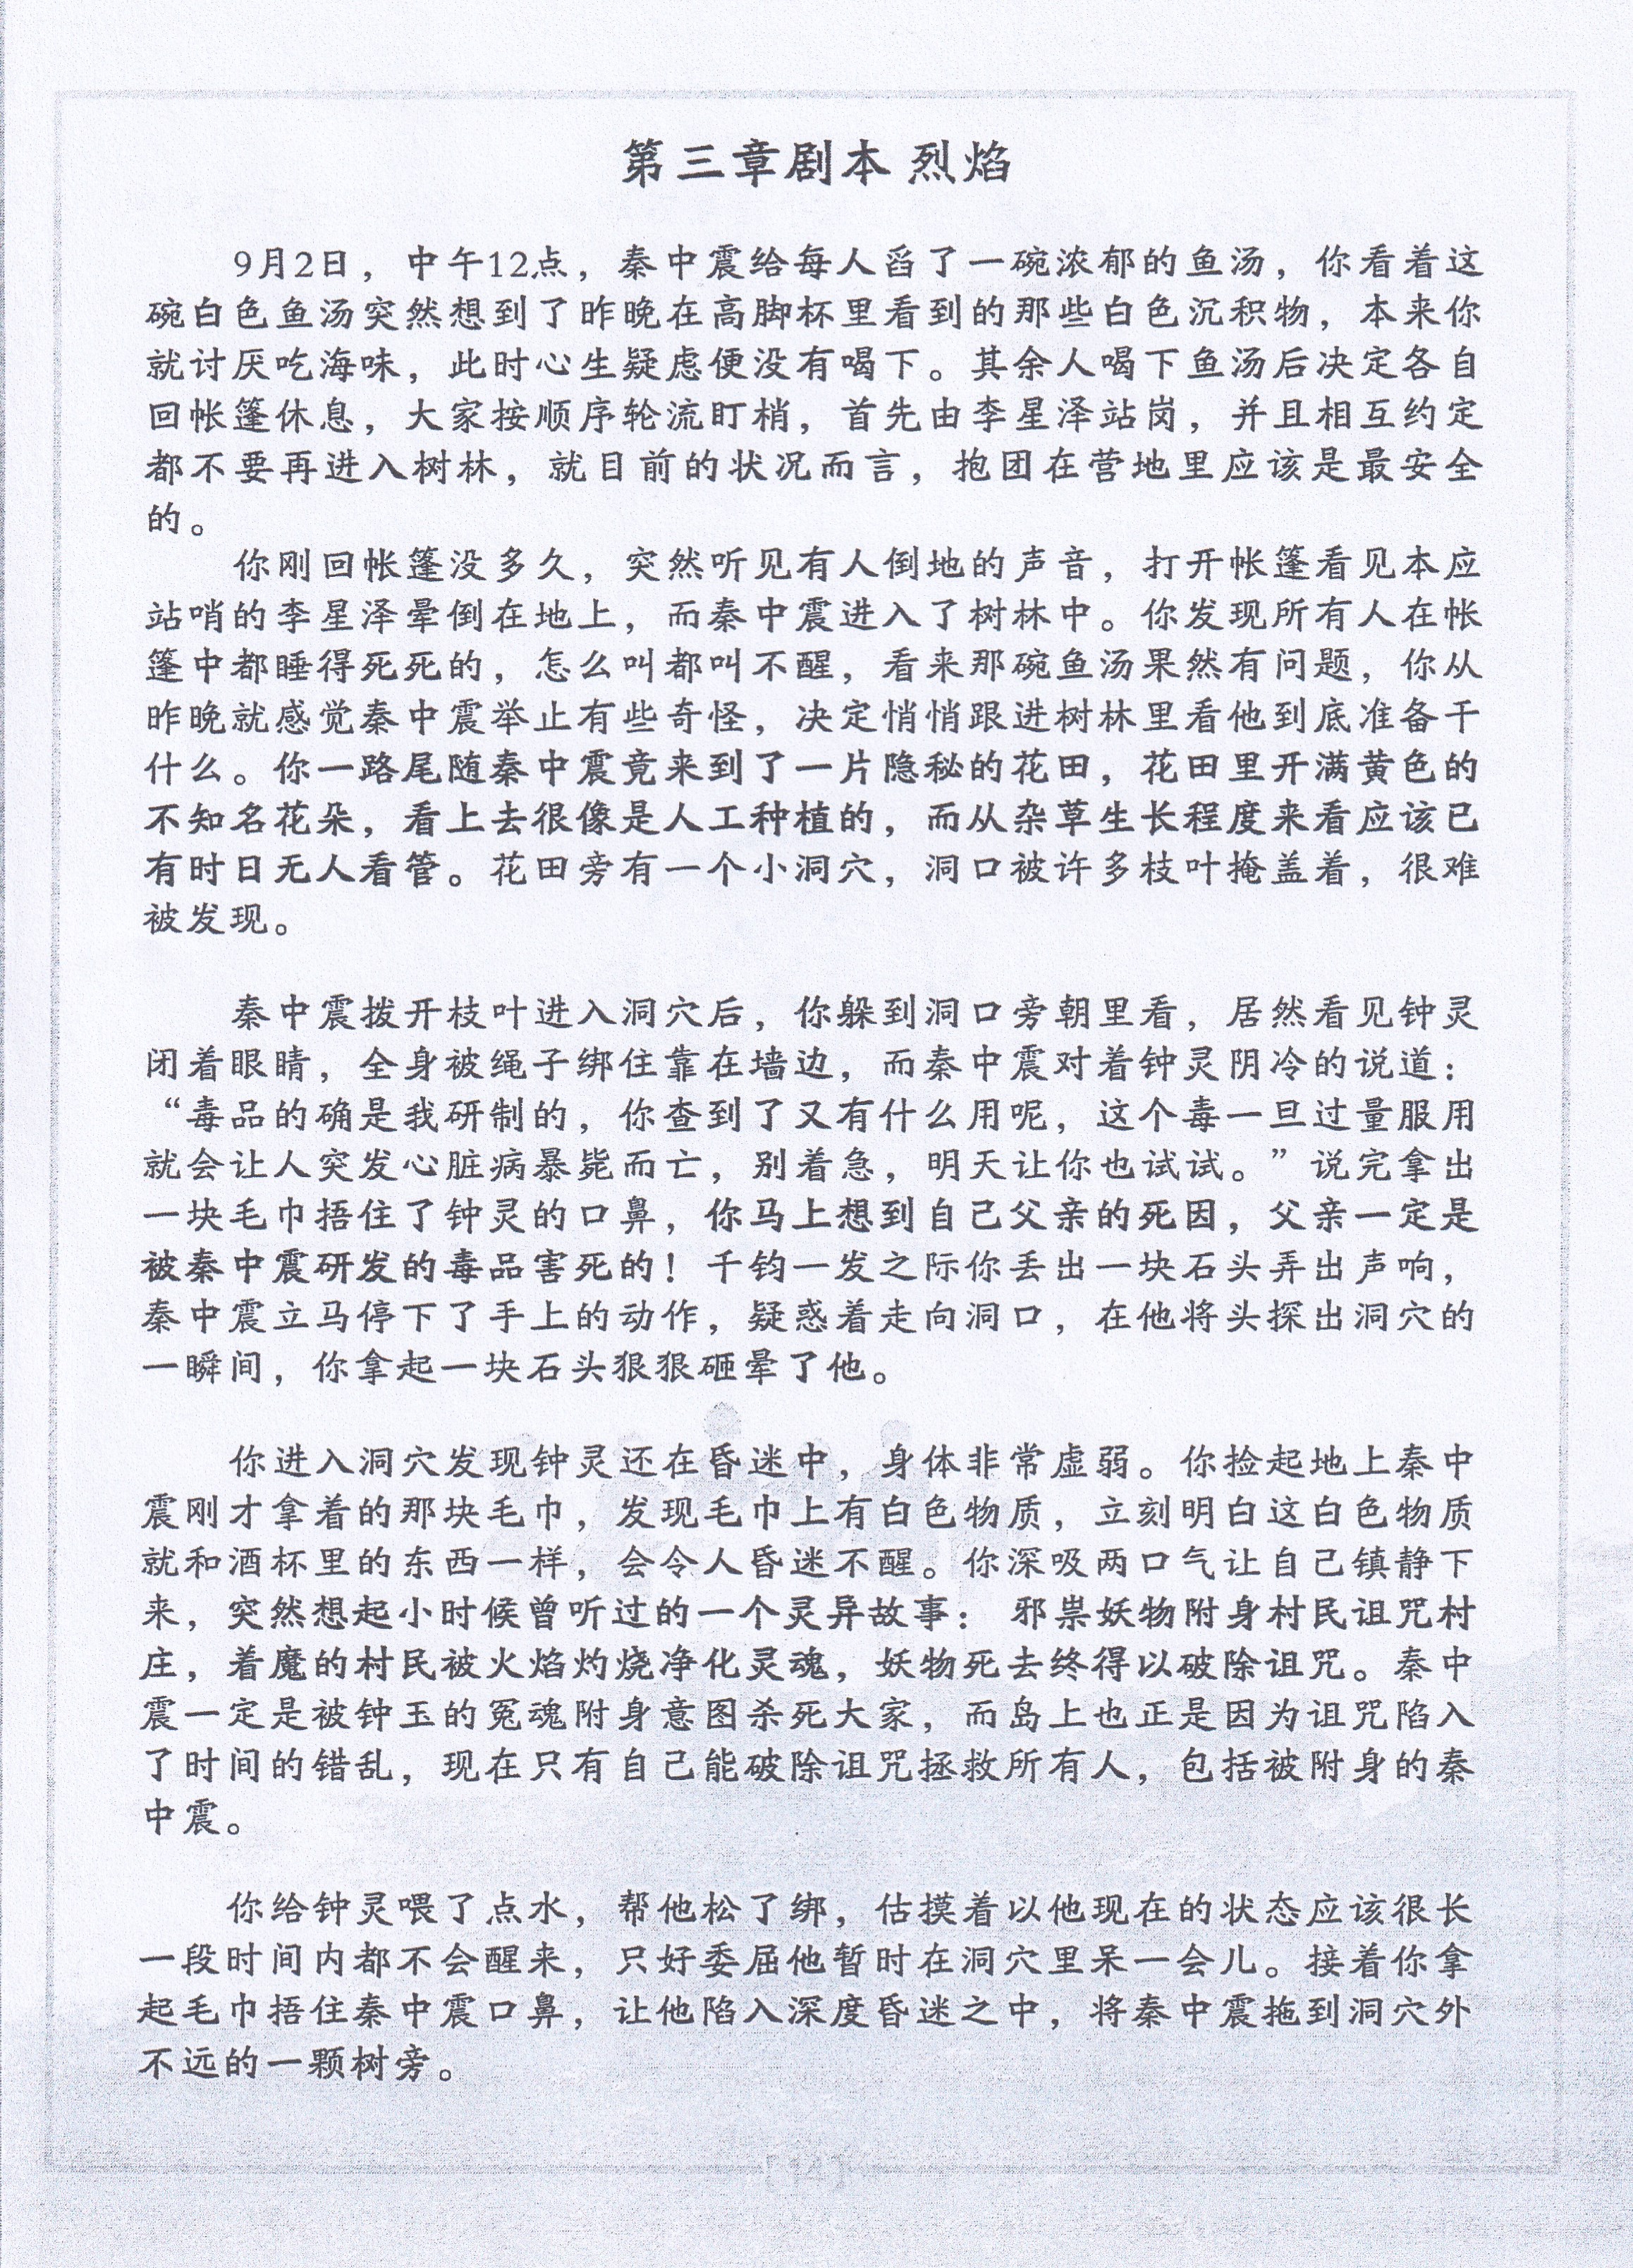 第三章剧本 烈焰
9月2日，中午12点，秦中震给每人舀了一碗浓郁的鱼汤，你看着这
碗白色鱼汤突然想到了昨晚在高脚杯里看到的那些白色沉积物，本来你
就讨厌吃海味，此时心生疑虑便没有喝下。其余人喝下鱼汤后决定各自
回帐篷休息，大家按顺序轮流盯梢，首先由李星泽站岗，并且相互约定
都不要再进入树林，就目前的状况而言，抱团在营地里应该是最安全
的。
你刚回帐篷没多久，突然听见有人倒地的声音，打开帐篷看见本应
站哨的李星泽晕倒在地上，而秦中震进入了树林中。你发现所有人在帐
篷中都睡得死死的，怎么叫都叫不醒，看来那碗鱼汤果然有问题，你从
昨晚就感觉秦中震举止有些奇怪，决定悄悄跟进树林里看他到底准备干
什么。你一路尾随秦中震竟来到了一片隐秘的花田，花田里开满黄色的
不知名花朵，看上去很像是人工种植的，而从杂草生长程度来看应该已
有时日无人看管。花田旁有一个小洞穴，洞口被许多枝叶掩盖着，很难
被发现。
秦中震拨开枝叶进入洞穴后，你躲到洞口旁朝里看，居然看见钟灵
闭着眼睛，全身被绳子绑住靠在墙边，而秦中震对着钟灵阴冷的说道：
“毒品的确是我研制的，你查到了又有什么用呢，这个毒一旦过量服用
就会让人突发心脏病暴毙而亡，别着急，明天让你也试试。”说完拿出
一块毛巾捂住了钟灵的口鼻，你马上想到自己父亲的死因，父亲一定是
被秦中震研发的毒品害死的！千钧一发之际你丢出一块石头弄出声响，
秦中震立马停下了手上的动作，疑惑着走向洞口，在他将头探出洞穴的
一瞬间，你拿起一块石头狠狠砸晕了他。
你进入洞穴发现钟灵还在昏迷中，身体非常虚弱。你捡起地上秦中
震刚才拿着的那块毛巾，发现毛巾上有白色物质，立刻明白这白色物质
就和酒杯里的东西一样，会令人昏迷不醒。你深吸两口气让自己镇静下
来，突然想起小时候曾听过的一个灵异故事： 邪祟妖物附身村民诅咒村
庄，着魔的村民被火焰灼烧净化灵魂，妖物死去终得以破除诅咒。秦中
震一定是被钟玉的冤魂附身意图杀死大家，而岛上也正是因为诅咒陷入
了时间的错乱，现在只有自己能破除诅咒拯救所有人，包括被附身的秦
中震。
你给钟灵喂了点水，帮他松了绑，估摸着以他现在的状态应该很长
一段时间内都不会醒来，只好委屈他暂时在洞穴里呆一会儿。接着你拿
起毛巾捂住秦中震口鼻，让他陷入深度昏迷之中，将秦中震拖到洞穴外
不远的一颗树旁。
[14]